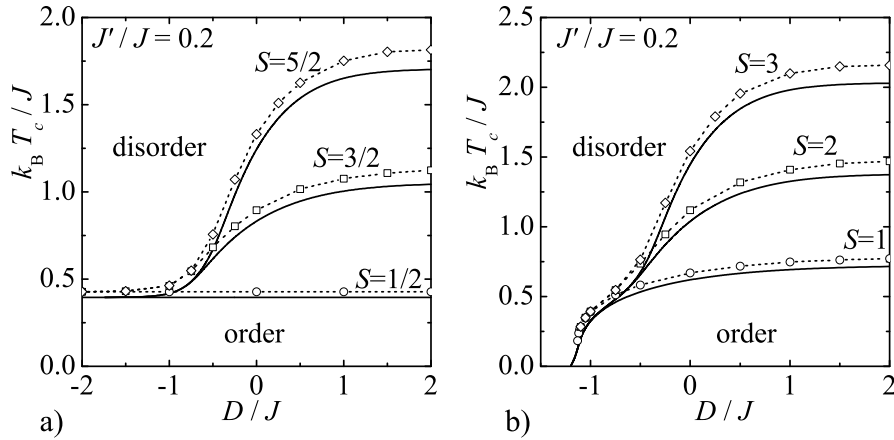 J′ / J = 0.2
S=5/2
disorder
S=3/2
S=1/2
order
k_B T_c / J
0.0
0.5
1.0
1.5
2.0
-2
-1
0
1
2
D / J
a)
J′ / J = 0.2
S=3
disorder
S=2
S=1
order
k_B T_c / J
0.0
0.5
1.0
1.5
2.0
2.5
-1
0
1
2
D / J
b)